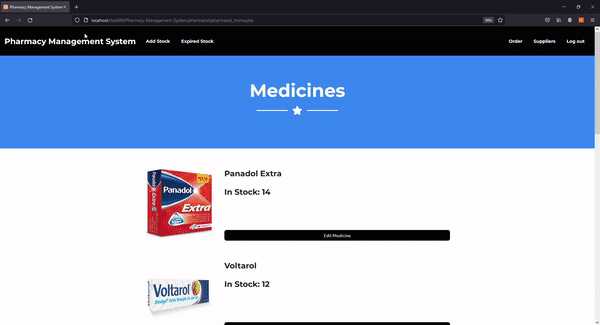 Pharmacy Management System
localhost/ Pharmacy-Management-System/pharmacist/pharmacist_home.php
Pharmacy Management System Add Stock Expired Stock Order Suppliers Log out
Medicines
Panadol Extra
In Stock: 14
Panadol
Extra
Edit Medicine
Voltarol
Voltarol
In Stock: 12